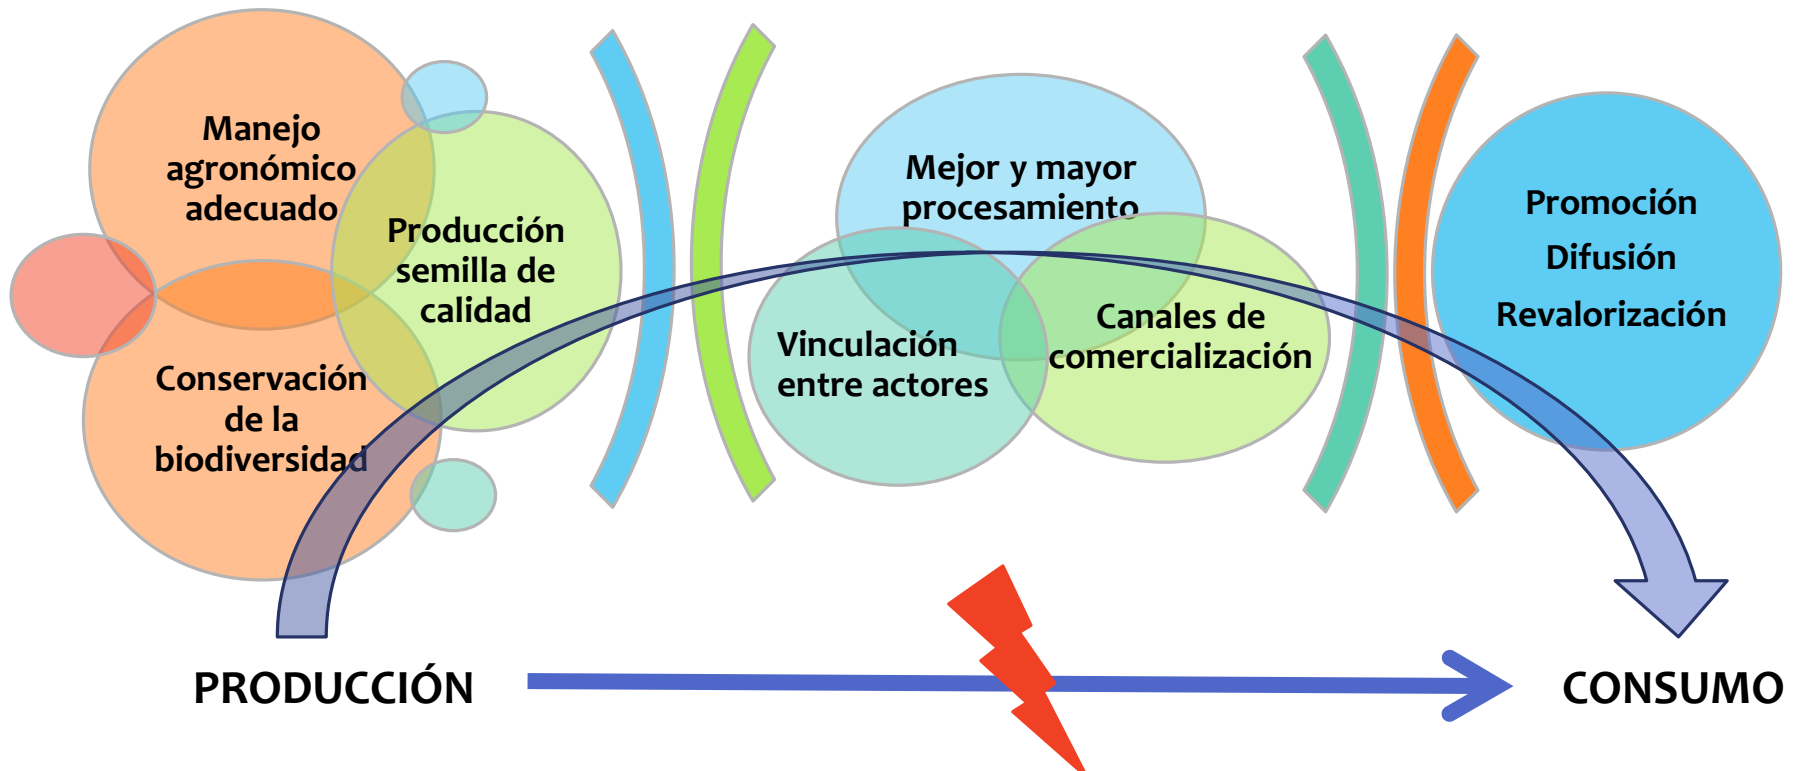 Manejo
agronómico
adecuado
Producción
semilla de
calidad
Conservación
de la
biodiversidad
Mejor y mayor
procesamiento
Vinculación
entre actores
Canales de
comercialización
Promoción
Difusión
Revalorización
PRODUCCIÓN
CONSUMO